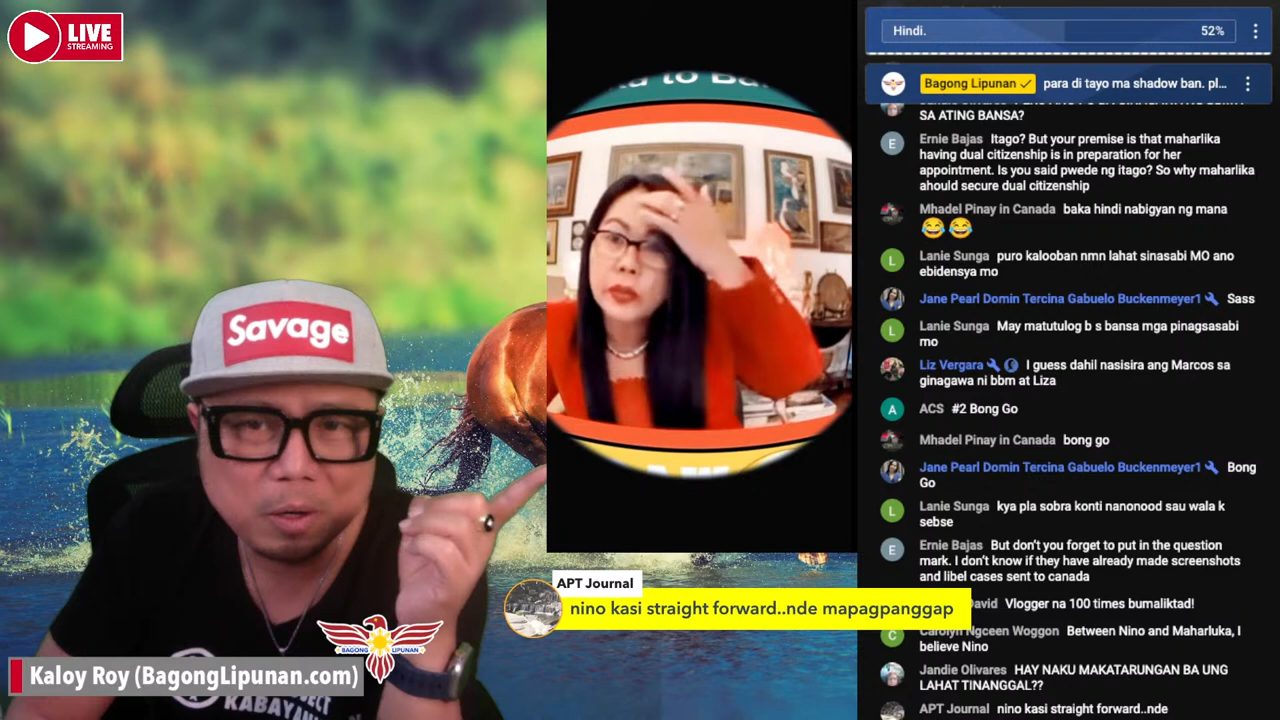 LIVE
STREAMING
Savage
Kaloy Roy (BagongLipunan.com)
KABAYAN
BAGONG LIPUNAN
APT Journal
nino kasi straight forward..nde mapagpanggap
Hindi. 52%
Bagong Lipunan para di tayo ma shadow ban. pl...
SA ATING BANSA?
E Ernie Bajas Itago? But your premise is that maharlika
having dual citizenship is in preparation for her
appointment. Is you said pwede ng itago? So why maharlika
ahould secure dual citizenship
Mhadel Pinay in Canada baka hindi nabigyan ng mana
😂😂
L Lanie Sunga puro kalooban nmn lahat sinasabi MO ano
ebidensya mo
Jane Pearl Domin Tercina Gabuelo Buckenmeyer1 Sass
L Lanie Sunga May matutulog b s bansa mga pinagsasabi
mo
Liz Vergara I guess dahil nasisira ang Marcos sa
ginagawa ni bbm at Liza
A ACS #2 Bong Go
Mhadel Pinay in Canada bong go
Jane Pearl Domin Tercina Gabuelo Buckenmeyer1 Bong
Go
L Lanie Sunga kya pla sobra konti nanonood sau wala k
sebse
E Ernie Bajas But don't you forget to put in the question
mark. I don't know if they have already made screenshots
and libel cases sent to canada
David Vlogger na 100 times bumaliktad!
C Carolyn Ngceen Woggon Between Nino and Maharluka, I
believe Nino
Jandie Olivares HAY NAKU MAKATARUNGAN BA UNG
LAHAT TINANGGAL??
APT Journal nino kasi straight forward..nde